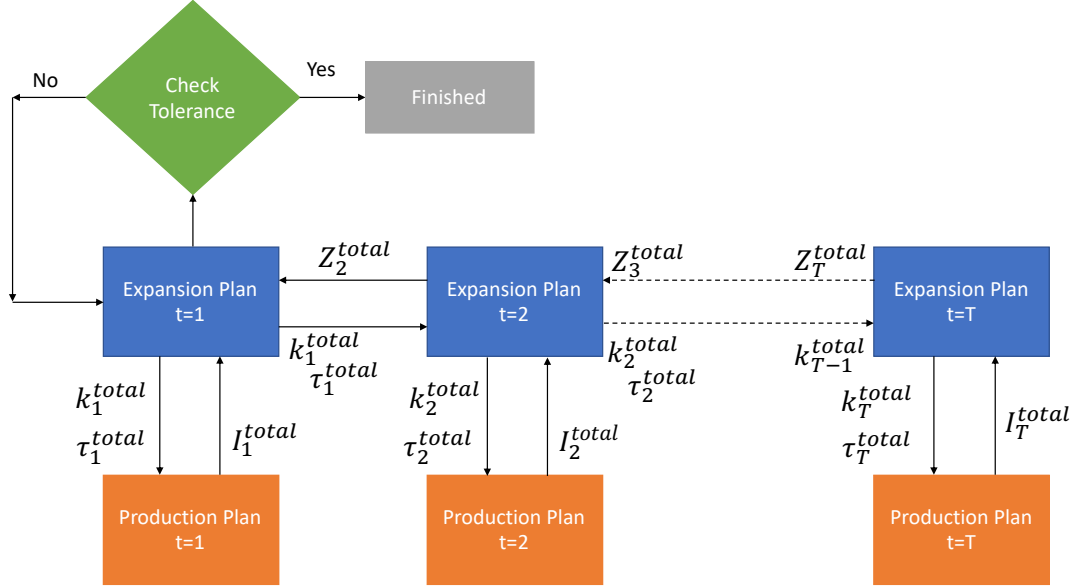 No
Check
Tolerance
Yes
Finished
Z_2^{total}
Z_3^{total}
Z_T^{total}
Expansion Plan
t=1
Expansion Plan
t=2
Expansion Plan
t=T
k_1^{total}
τ_1^{total}
k_2^{total}
τ_2^{total}
k_{T-1}^{total}
k_1^{total}
τ_1^{total}
I_1^{total}
k_2^{total}
τ_2^{total}
I_2^{total}
k_T^{total}
τ_T^{total}
I_T^{total}
Production Plan
t=1
Production Plan
t=2
Production Plan
t=T